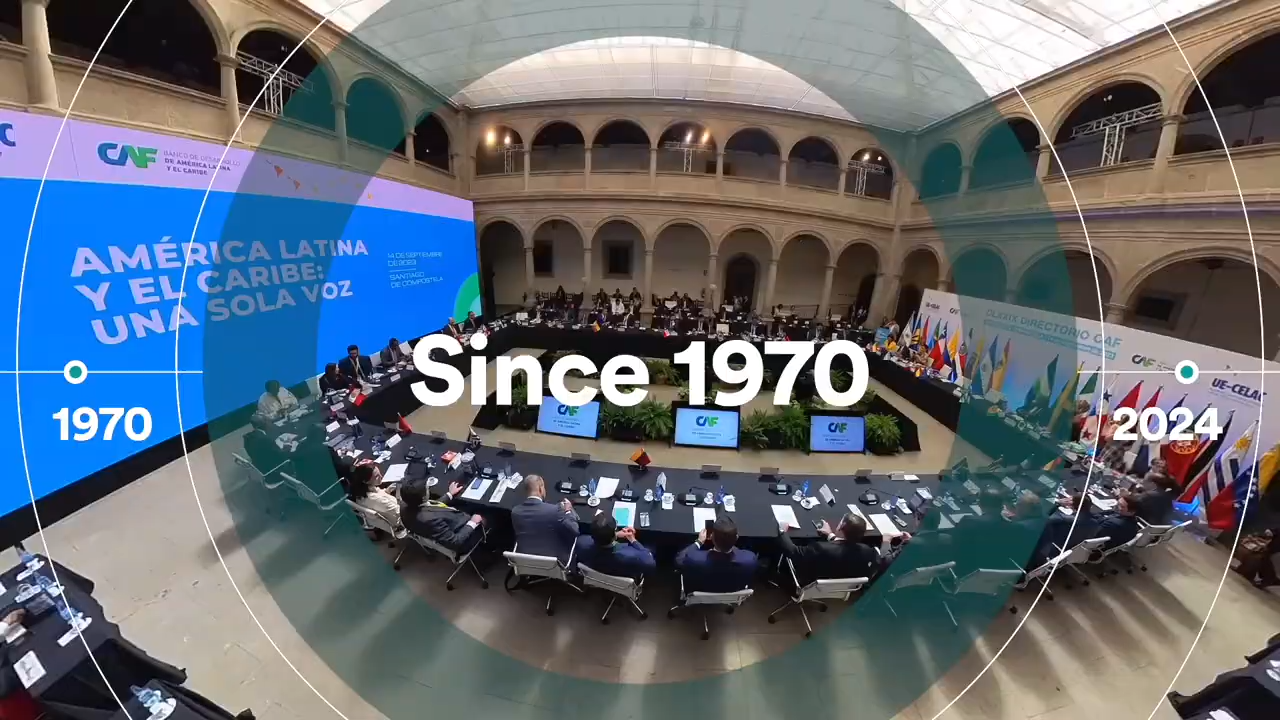 CAF
BANCO DE DESARROLLO
DE AMÉRICA LATINA
Y EL CARIBE
AMÉRICA LATINA
Y EL CARIBE:
UNA SOLA VOZ
14 DE SEPTIEMBRE
DE 2023
SANTIAGO
DE COMPOSTELA
Since 1970
1970
2024
CLXXIX DIRECTORIO CAF
CAF
UE-CELAC
CAF
CAF
CAF